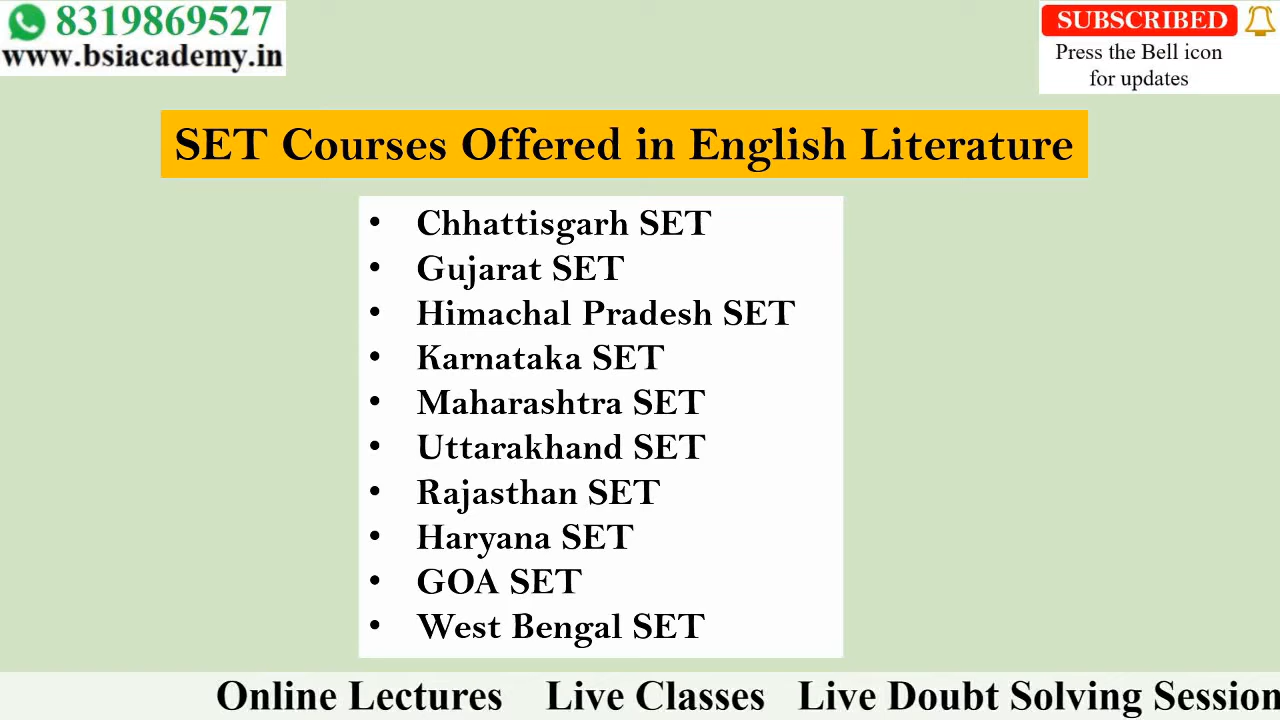 8319869527
www.bsiacademy.in
SUBSCRIBED
Press the Bell icon
for updates
SET Courses Offered in English Literature
• Chhattisgarh SET
• Gujarat SET
• Himachal Pradesh SET
• Karnataka SET
• Maharashtra SET
• Uttarakhand SET
• Rajasthan SET
• Haryana SET
• GOA SET
• West Bengal SET
Online Lectures Live Classes Live Doubt Solving Session